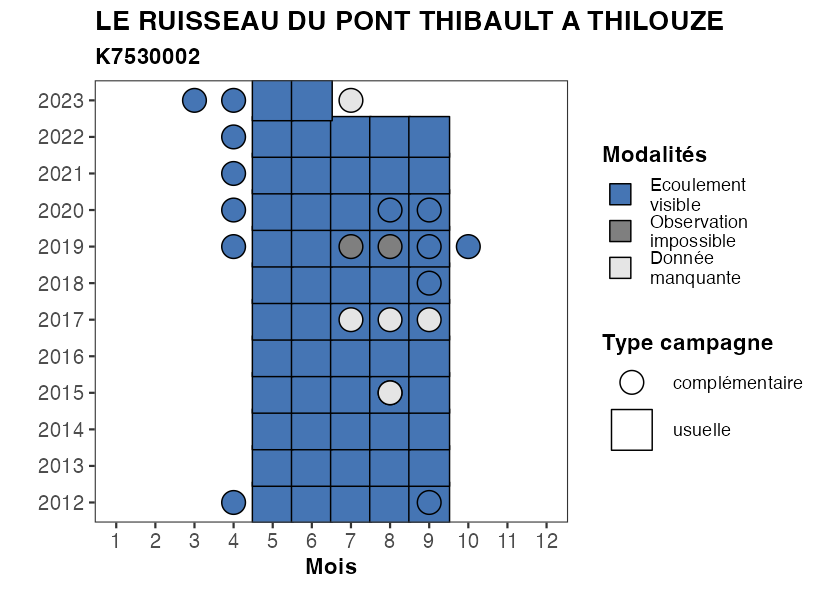 LE RUISSEAU DU PONT THIBAULT A THILOUZE
K7530002
2023
2022
2021
2020
2019
2018
2017
2016
2015
2014
2013
2012
1 2 3 4 5 6 7 8 9 10 11 12
Mois
Modalités
Ecoulement
visible
Observation
impossible
Donnée
manquante
Type campagne
complémentaire
usuelle